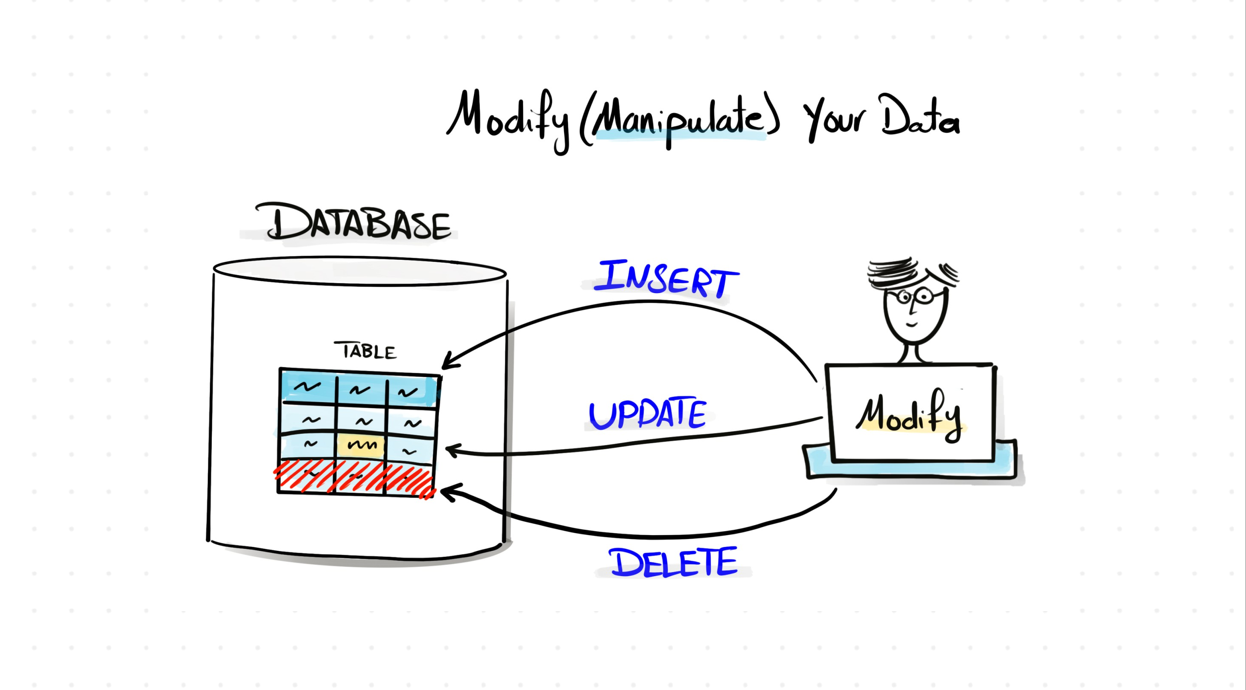 Modify (Manipulate) Your Data
DATABASE
INSERT
TABLE
UPDATE
Modify
DELETE